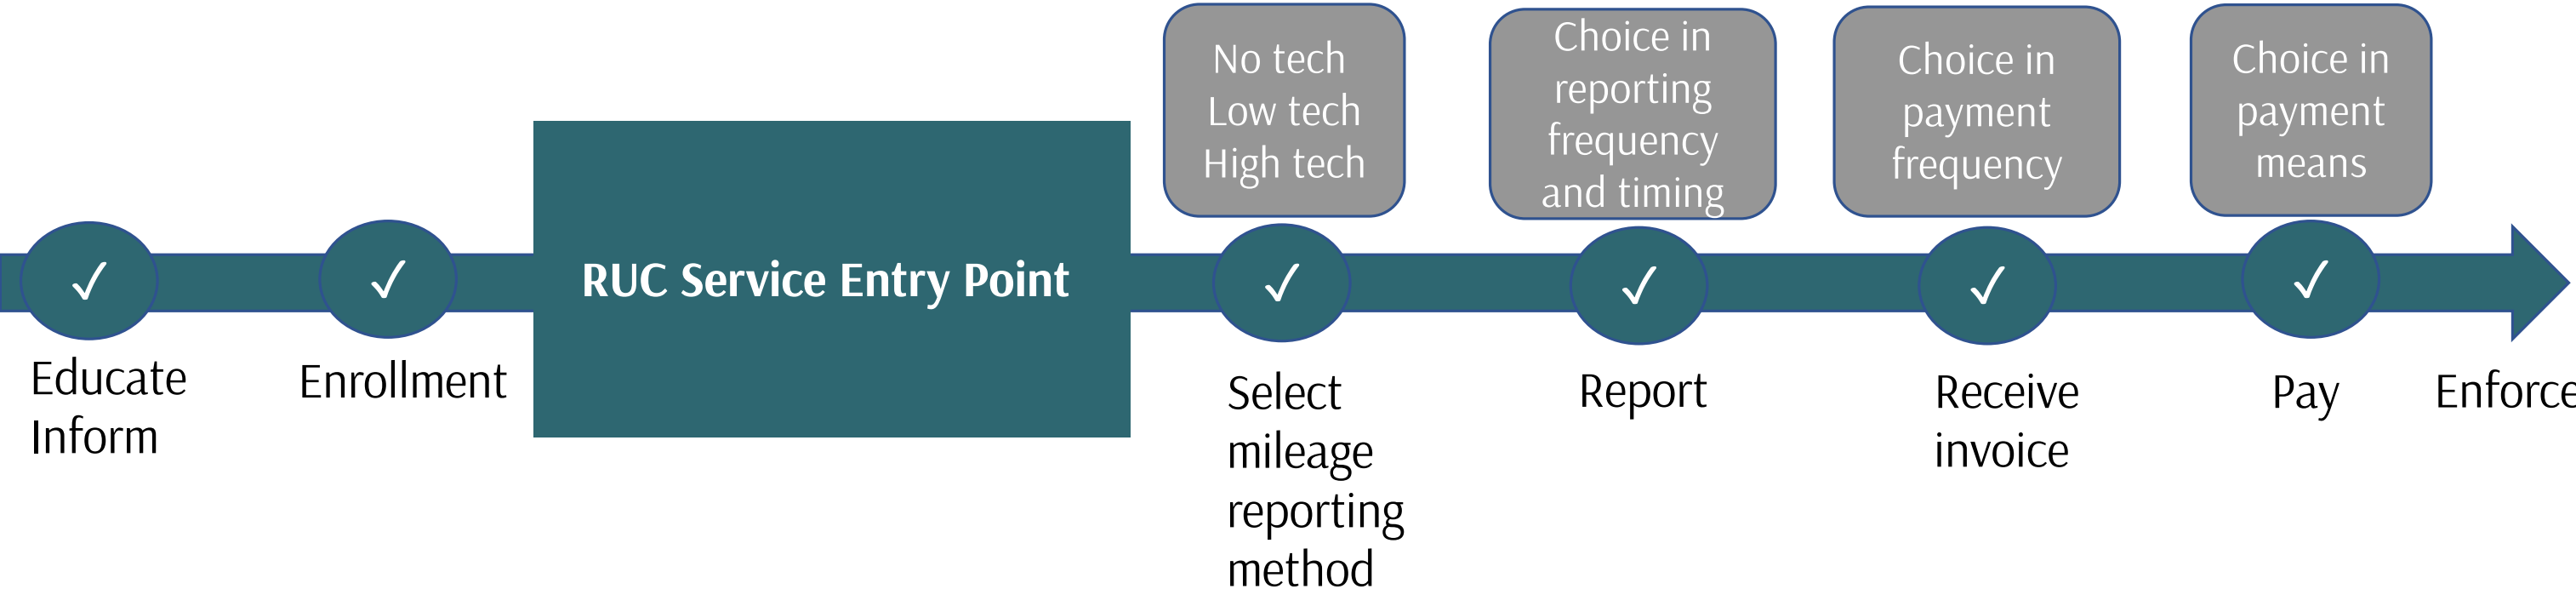 No tech
Low tech
High tech
Choice in
reporting
frequency
and timing
Choice in
payment
frequency
Choice in
payment
means
✓
✓
RUC Service Entry Point
✓
✓
✓
✓
Educate
Inform
Enrollment
Select
mileage
reporting
method
Report
Receive
invoice
Pay
Enforce